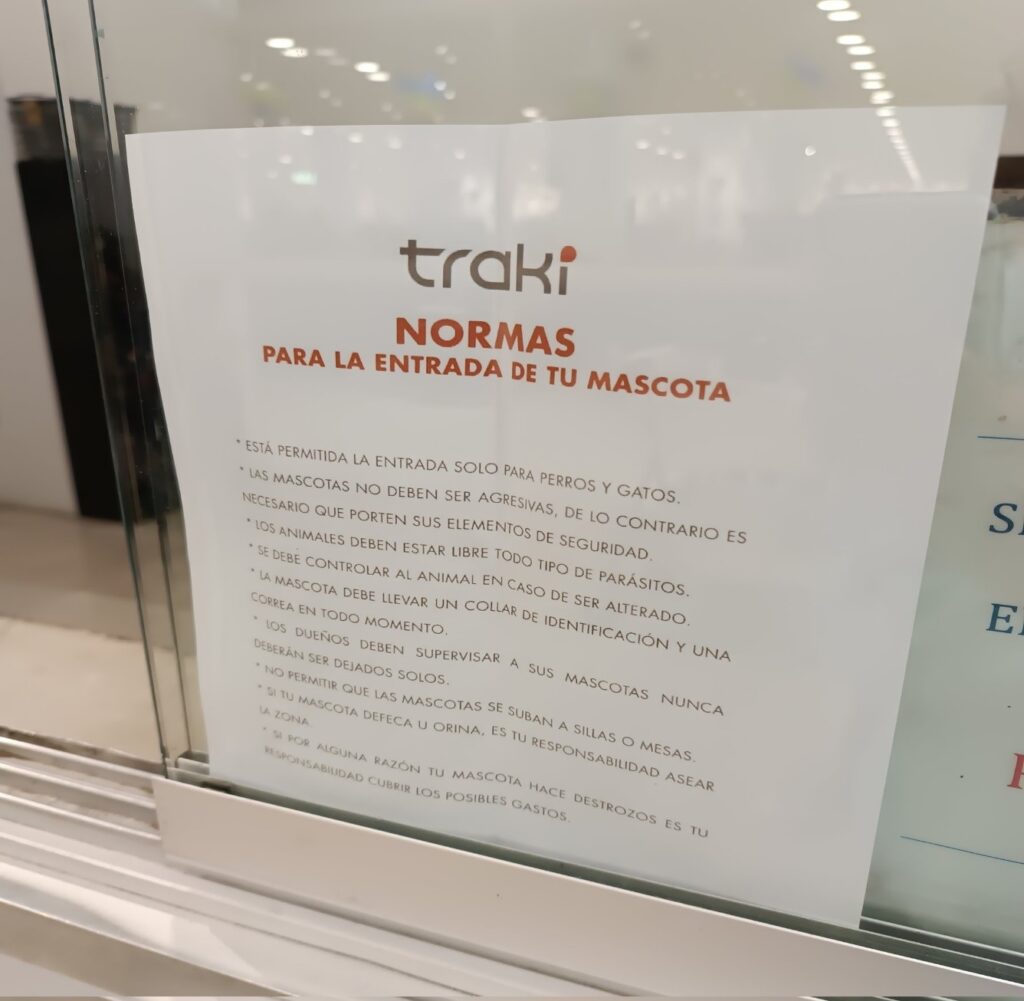 traki
NORMAS
PARA LA ENTRADA DE TU MASCOTA
* ESTÁ PERMITIDA LA ENTRADA SOLO PARA PERROS Y GATOS.
* LAS MASCOTAS NO DEBEN SER AGRESIVAS, DE LO CONTRARIO ES
NECESARIO QUE PORTEN SUS ELEMENTOS DE SEGURIDAD.
* LOS ANIMALES DEBEN ESTAR LIBRE TODO TIPO DE PARÁSITOS.
* SE DEBE CONTROLAR AL ANIMAL EN CASO DE SER ALTERADO.
* LA MASCOTA DEBE LLEVAR UN COLLAR DE IDENTIFICACIÓN Y UNA
CORREA EN TODO MOMENTO.
* LOS DUEÑOS DEBEN SUPERVISAR A SUS MASCOTAS NUNCA
DEBERÁN SER DEJADOS SOLOS.
* NO PERMITIR QUE LAS MASCOTAS SE SUBAN A SILLAS O MESAS.
* SI TU MASCOTA DEFECA U ORINA, ES TU RESPONSABILIDAD ASEAR
LA ZONA.
* SI POR ALGUNA RAZÓN TU MASCOTA HACE DESTROZOS ES TU
RESPONSABILIDAD CUBRIR LOS POSIBLES GASTOS.